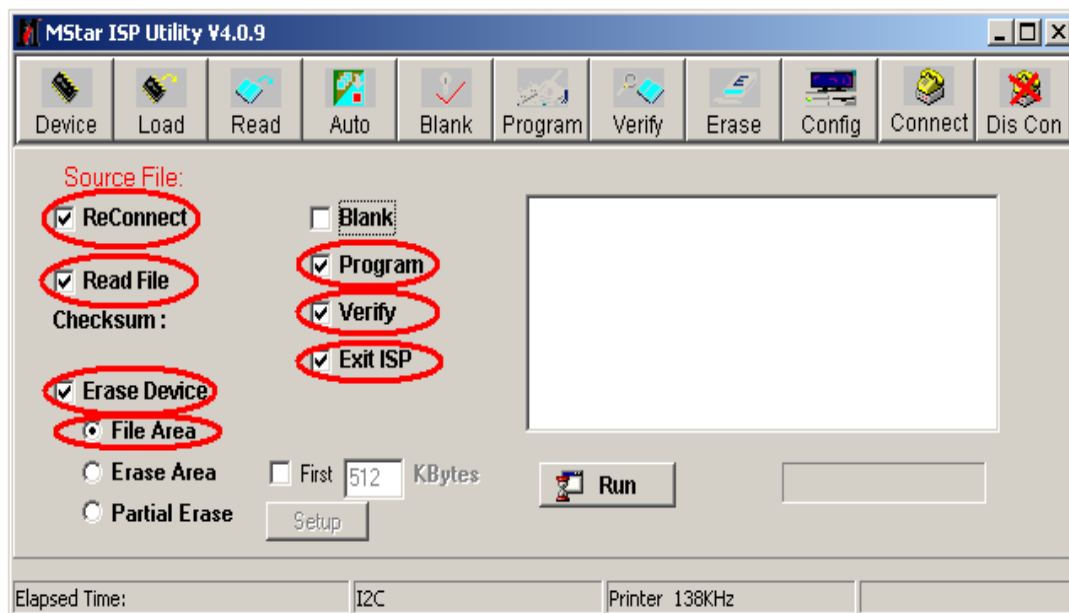 MStar ISP Utility V4.0.9
Device Load Read Auto Blank Program Verify Erase Config Connect Dis Con
Source File:
ReConnect
Blank
Read File
Program
Checksum :
Verify
Exit ISP
Erase Device
File Area
Erase Area
First 512 KBytes
Partial Erase
Setup
Run
Elapsed Time: I2C Printer 138KHz